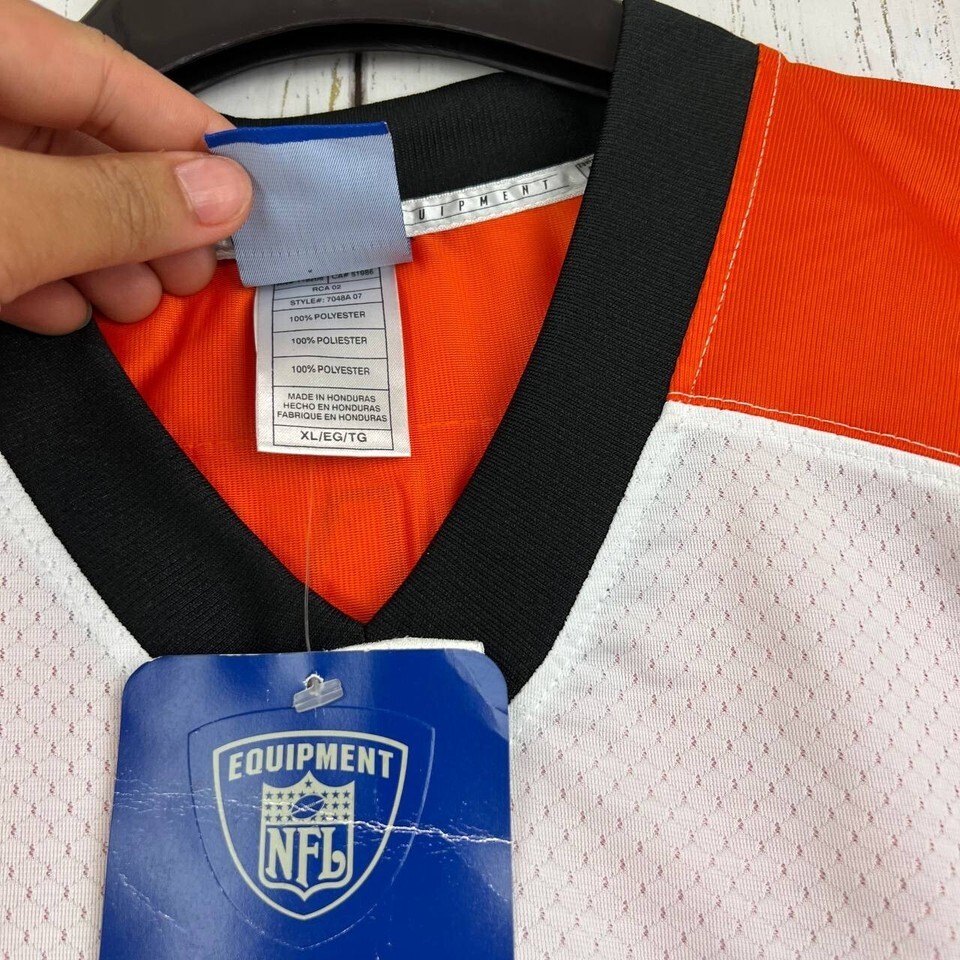 UIPMENT
CA# 51986
RCA 02
STYLE#: 7048A 07
100% POLYESTER
100% POLIESTER
100% POLYESTER
MADE IN HONDURAS
HECHO EN HONDURAS
FABRIQUE EN HONDURAS
XL/EG/TG
EQUIPMENT
NFL